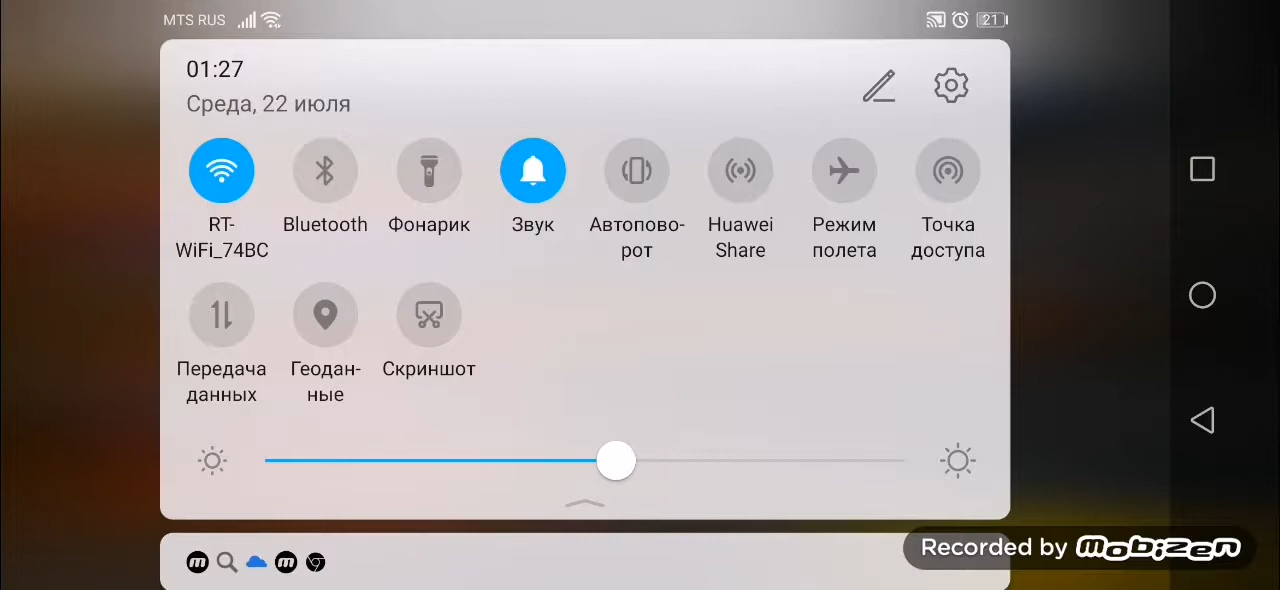 MTS RUS 21
01:27
Среда, 22 июля
RT-
WiFi_74BC
Bluetooth
Фонарик
Звук
Автопово-
рот
Huawei
Share
Режим
полета
Точка
доступа
Передача
данных
Геодан-
ные
Скриншот
Recorded by mobizen